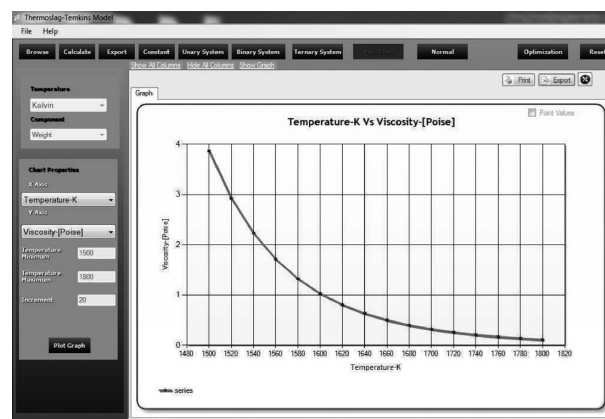 Thermoslag-Temkins Model
File Help
Browse Calculate Export Constant Unary System Binary System Ternary System Normal Optimization Reset
Show All Columns Hide All Columns Show Graph
Print Export
Graph
Temperature
Kelvin
Component
Weight
Chart Properties
X Axis
Temperature-K
Y Axis
Viscosity-[Poise]
Temperature Minimum 1500
Temperature Maximum 1800
Increment 20
Plot Graph
Point Values
Temperature-K Vs Viscosity-[Poise]
Viscosity-[Poise]
4
3
2
1
0
1480 1500 1520 1540 1560 1580 1600 1620 1640 1660 1680 1700 1720 1740 1760 1780 1800 1820
Temperature-K
series